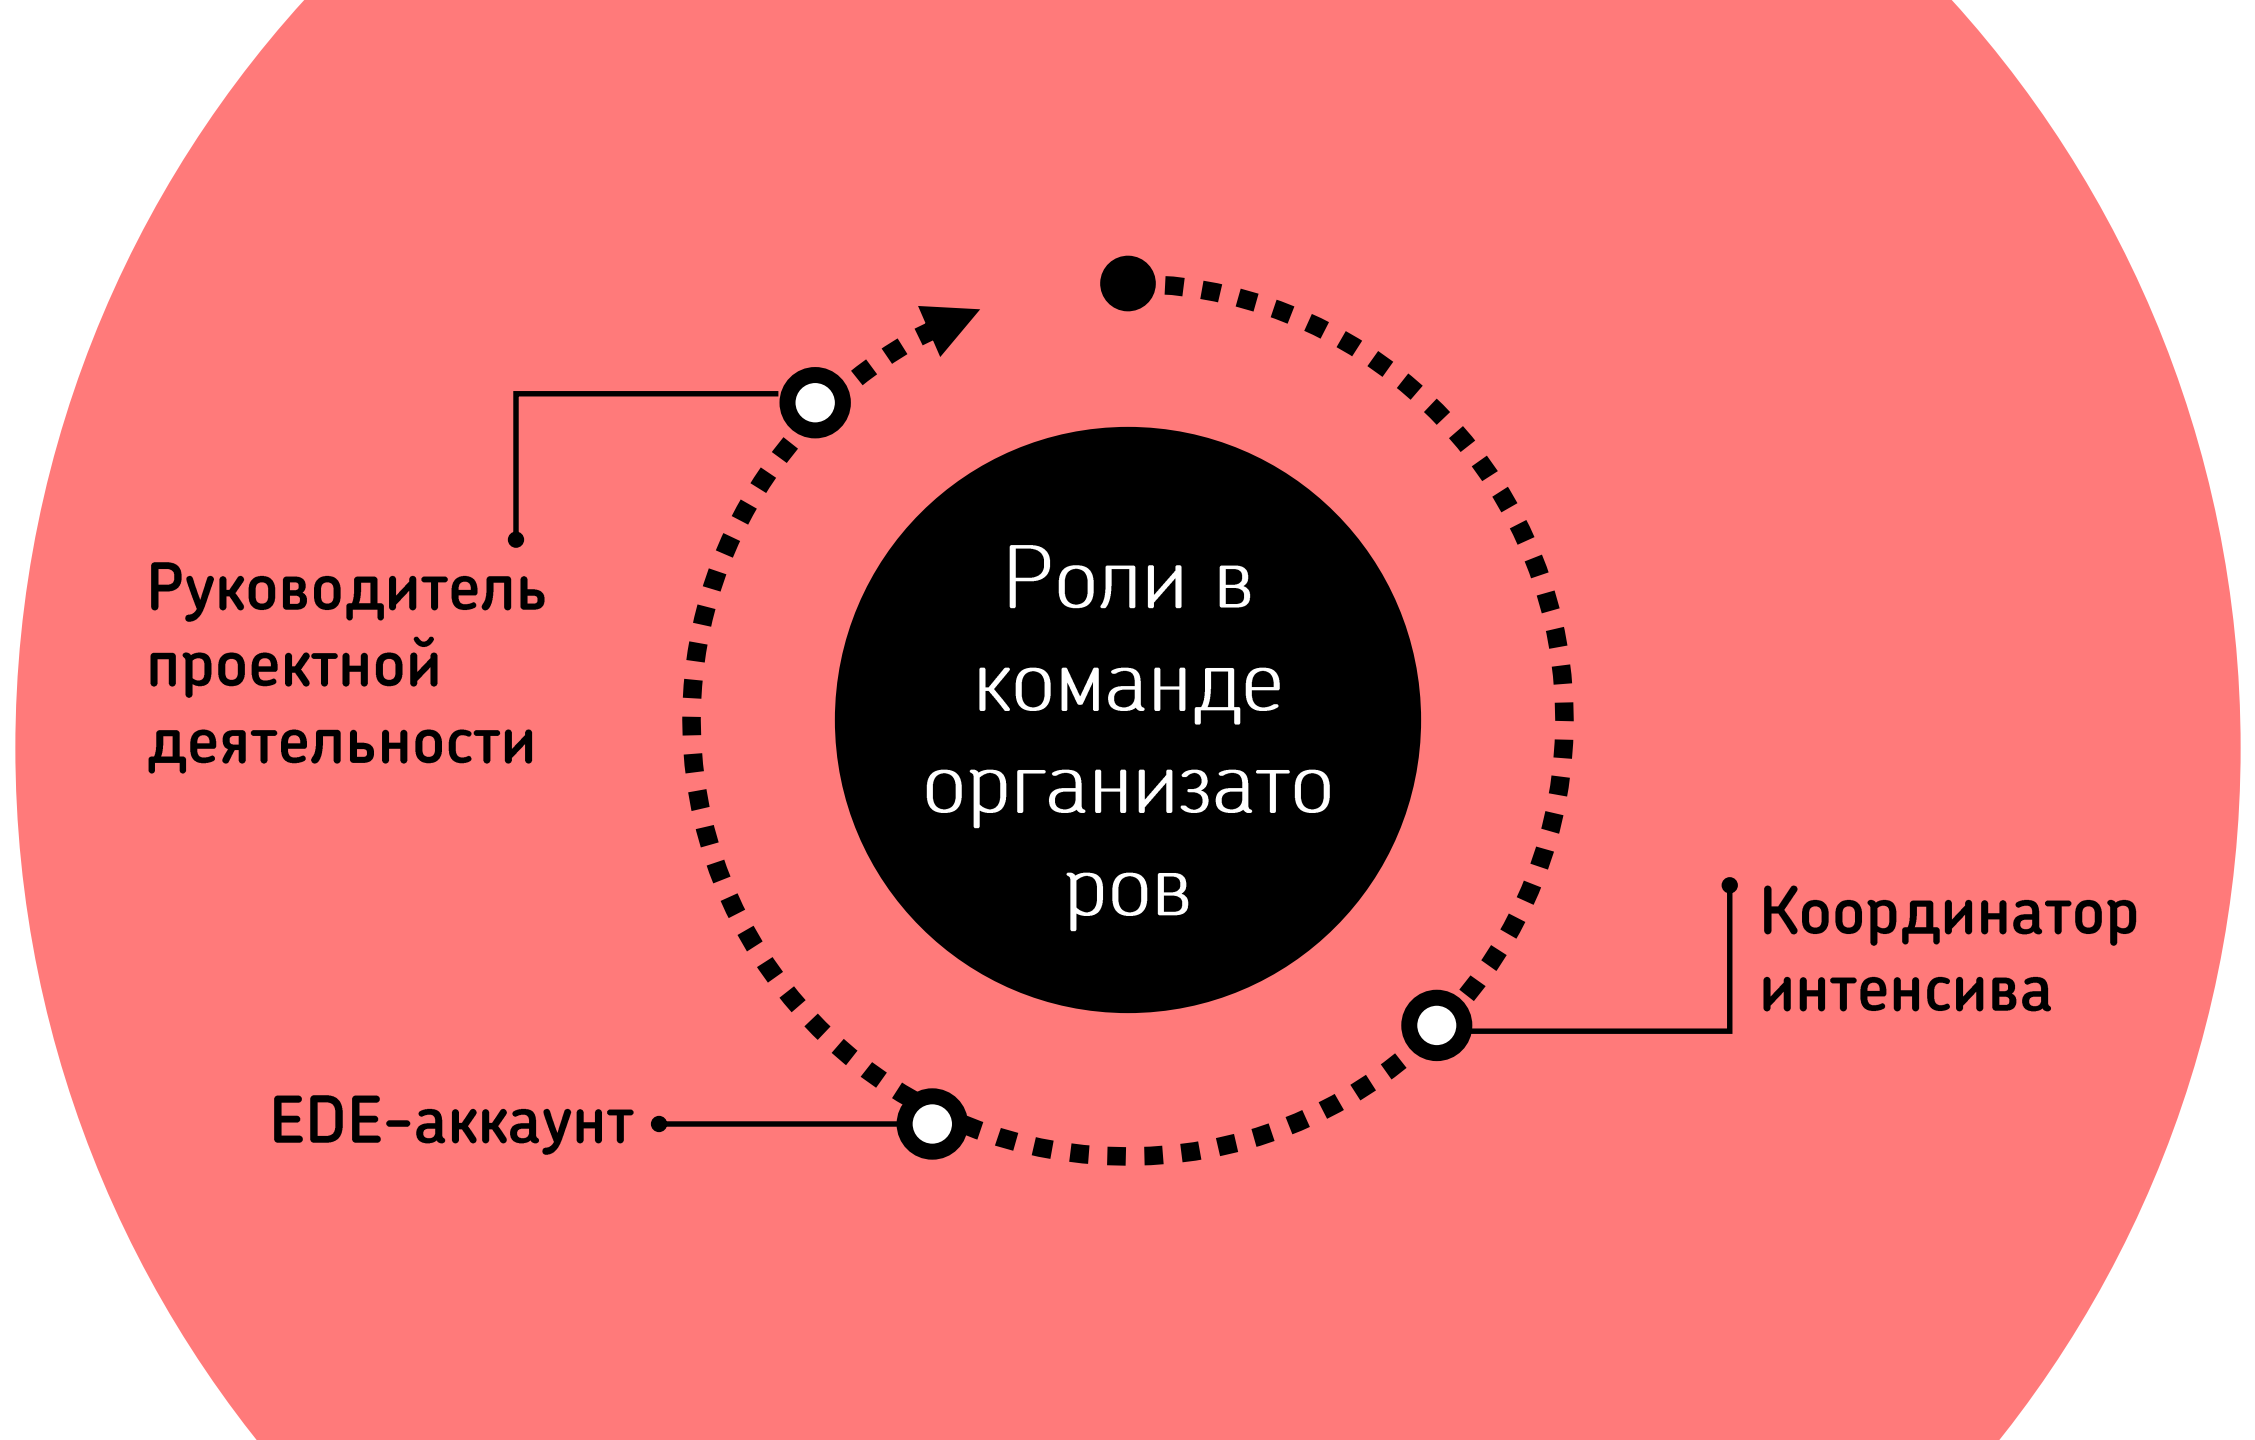 Роли в
команде
организато
ров
Руководитель
проектной
деятельности
Координатор
интенсива
EDE-аккаунт